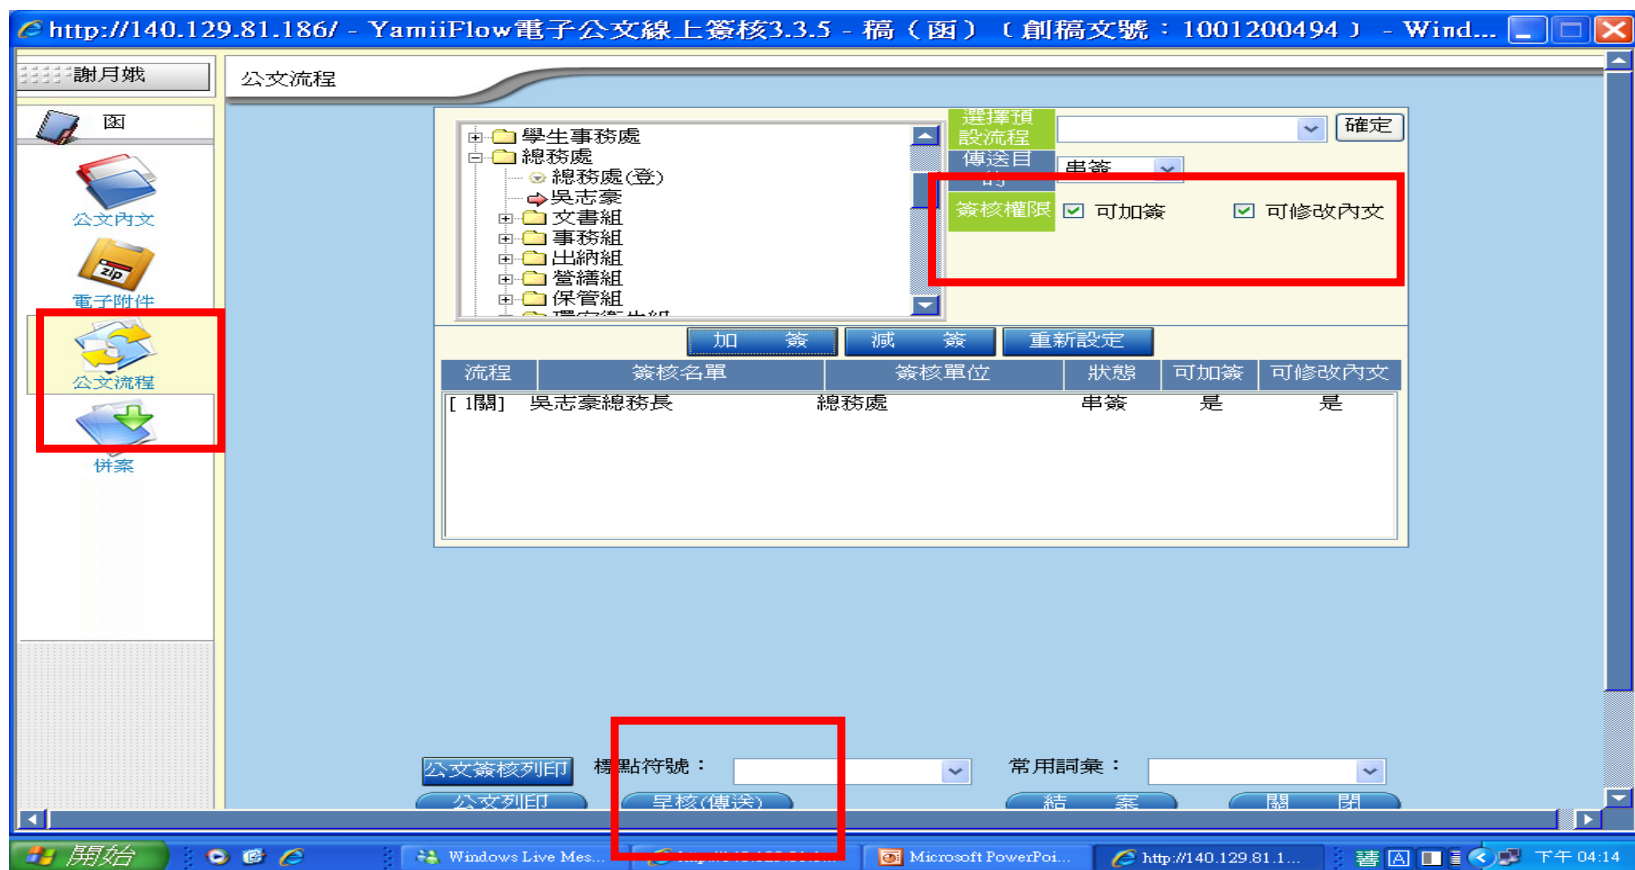 http://140.129.81.186/ - YamiiFlow電子公文線上簽核3.3.5 - 稿（函）﹝創稿文號：1001200494﹞ - Wind...
謝月娥
公文流程
函
公文內文
電子附件
公文流程
併案
學生事務處
總務處
總務處(登)
吳志豪
文書組
事務組
出納組
營繕組
保管組
選擇預設流程
確定
傳送目的
串簽
簽核權限
可加簽
可修改內文
加 簽
減 簽
重新設定
流程 簽核名單 簽核單位 狀態 可加簽 可修改內文
[ 1關] 吳志豪總務長 總務處 串簽 是 是
公文簽核列印
標點符號：
常用詞彙：
公文列印
呈核(傳送)
結 案
關 閉
開始
Windows Live Mes...
Microsoft PowerPoi...
http://140.129.81.1...
下午 04:14